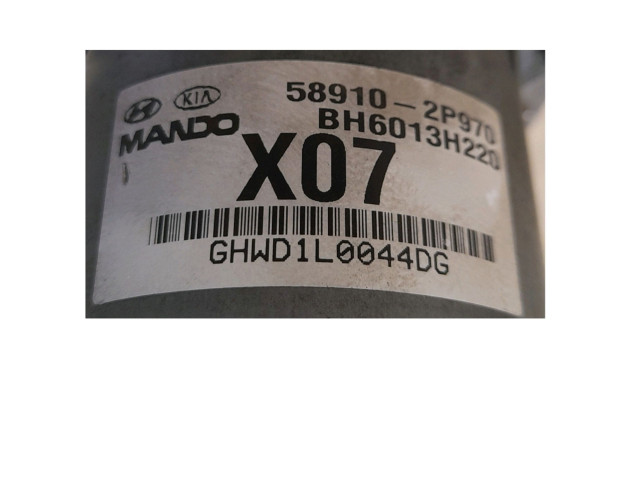 KIA
58910-2P970
MANDO
BH6013H220
X07
GHWD1L0044DG